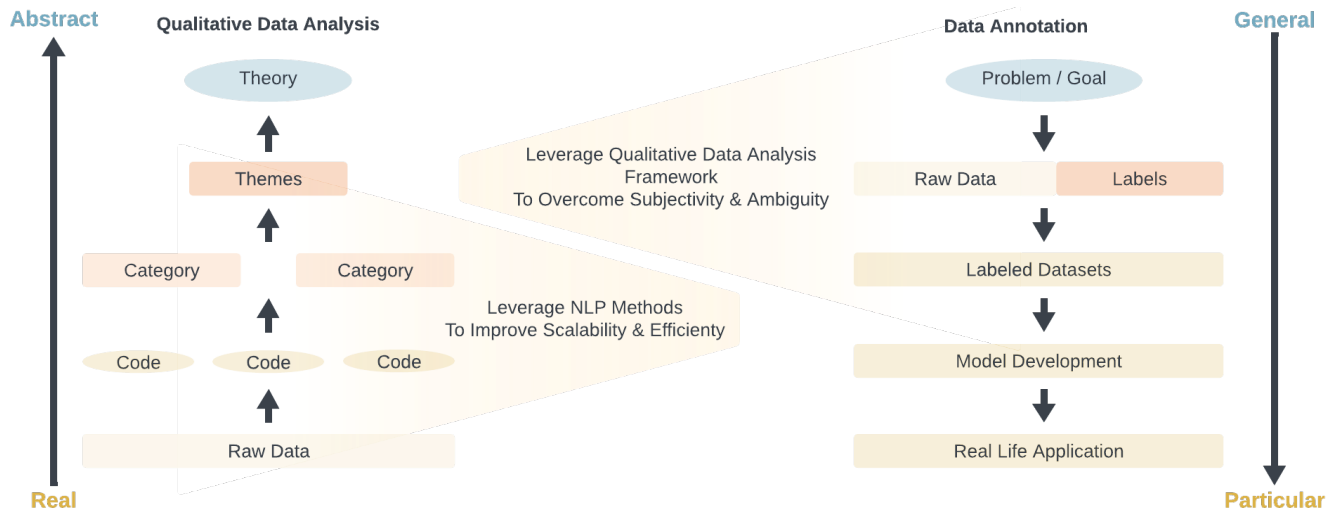 Abstract
Qualitative Data Analysis
Theory
Themes
Category Category
Code Code Code
Raw Data
Real
Leverage Qualitative Data Analysis
Framework
To Overcome Subjectivity & Ambiguity
Leverage NLP Methods
To Improve Scalability & Efficienty
Data Annotation
Problem / Goal
Raw Data Labels
Labeled Datasets
Model Development
Real Life Application
General
Particular